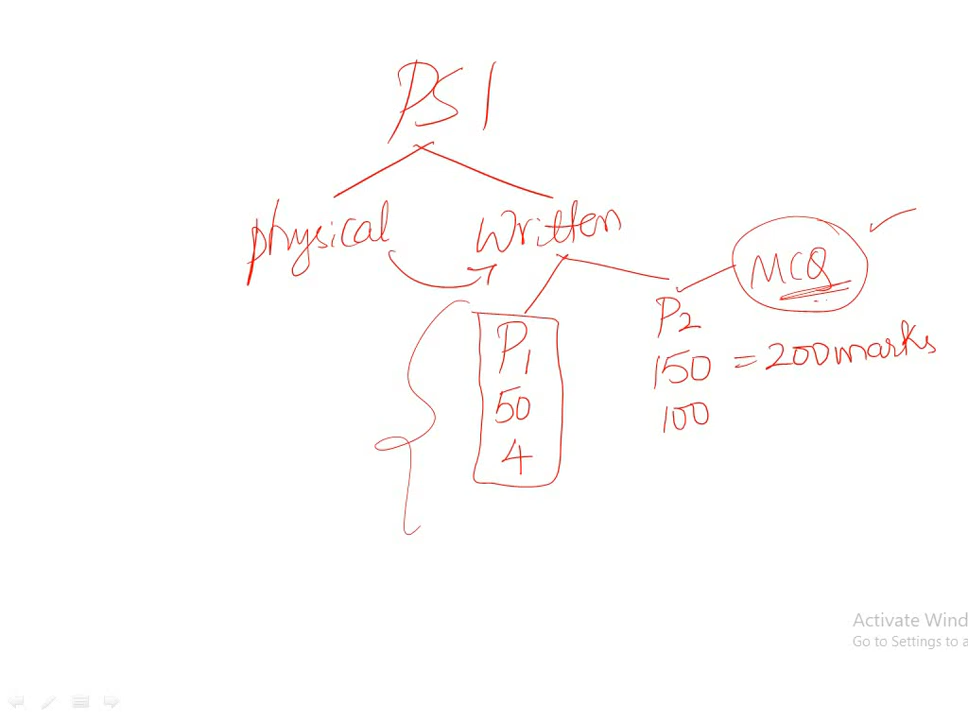 PSI
physical Written
MCQ
P1 P2
50 150 = 200 marks
4 100
Activate Wind
Go to Settings to a